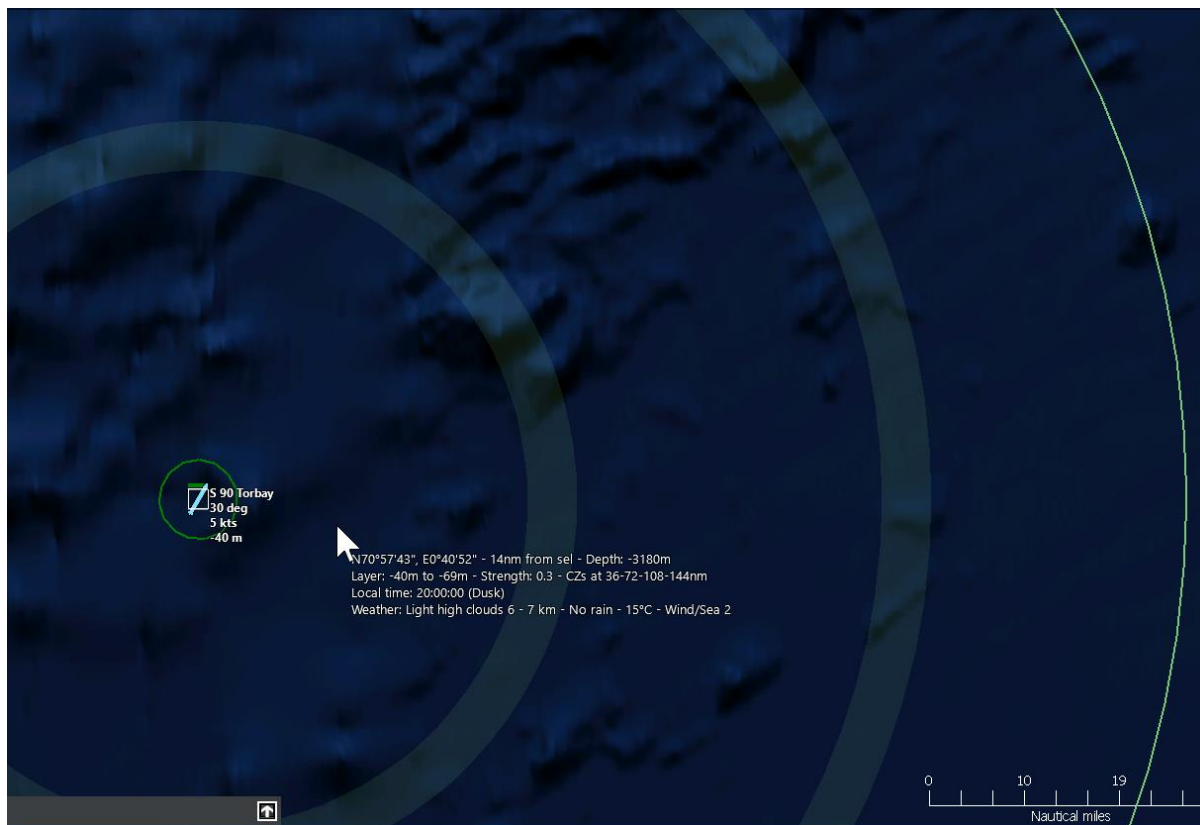 S 90 Torbay
30 deg
5 kts
-40 m
N70°57'43", E0°40'52" - 14nm from sel - Depth: -3180m
Layer: -40m to -69m - Strength: 0.3 - CZs at 36-72-108-144nm
Local time: 20:00:00 (Dusk)
Weather: Light high clouds 6 - 7 km - No rain - 15°C - Wind/Sea 2
0 10 19
Nautical miles